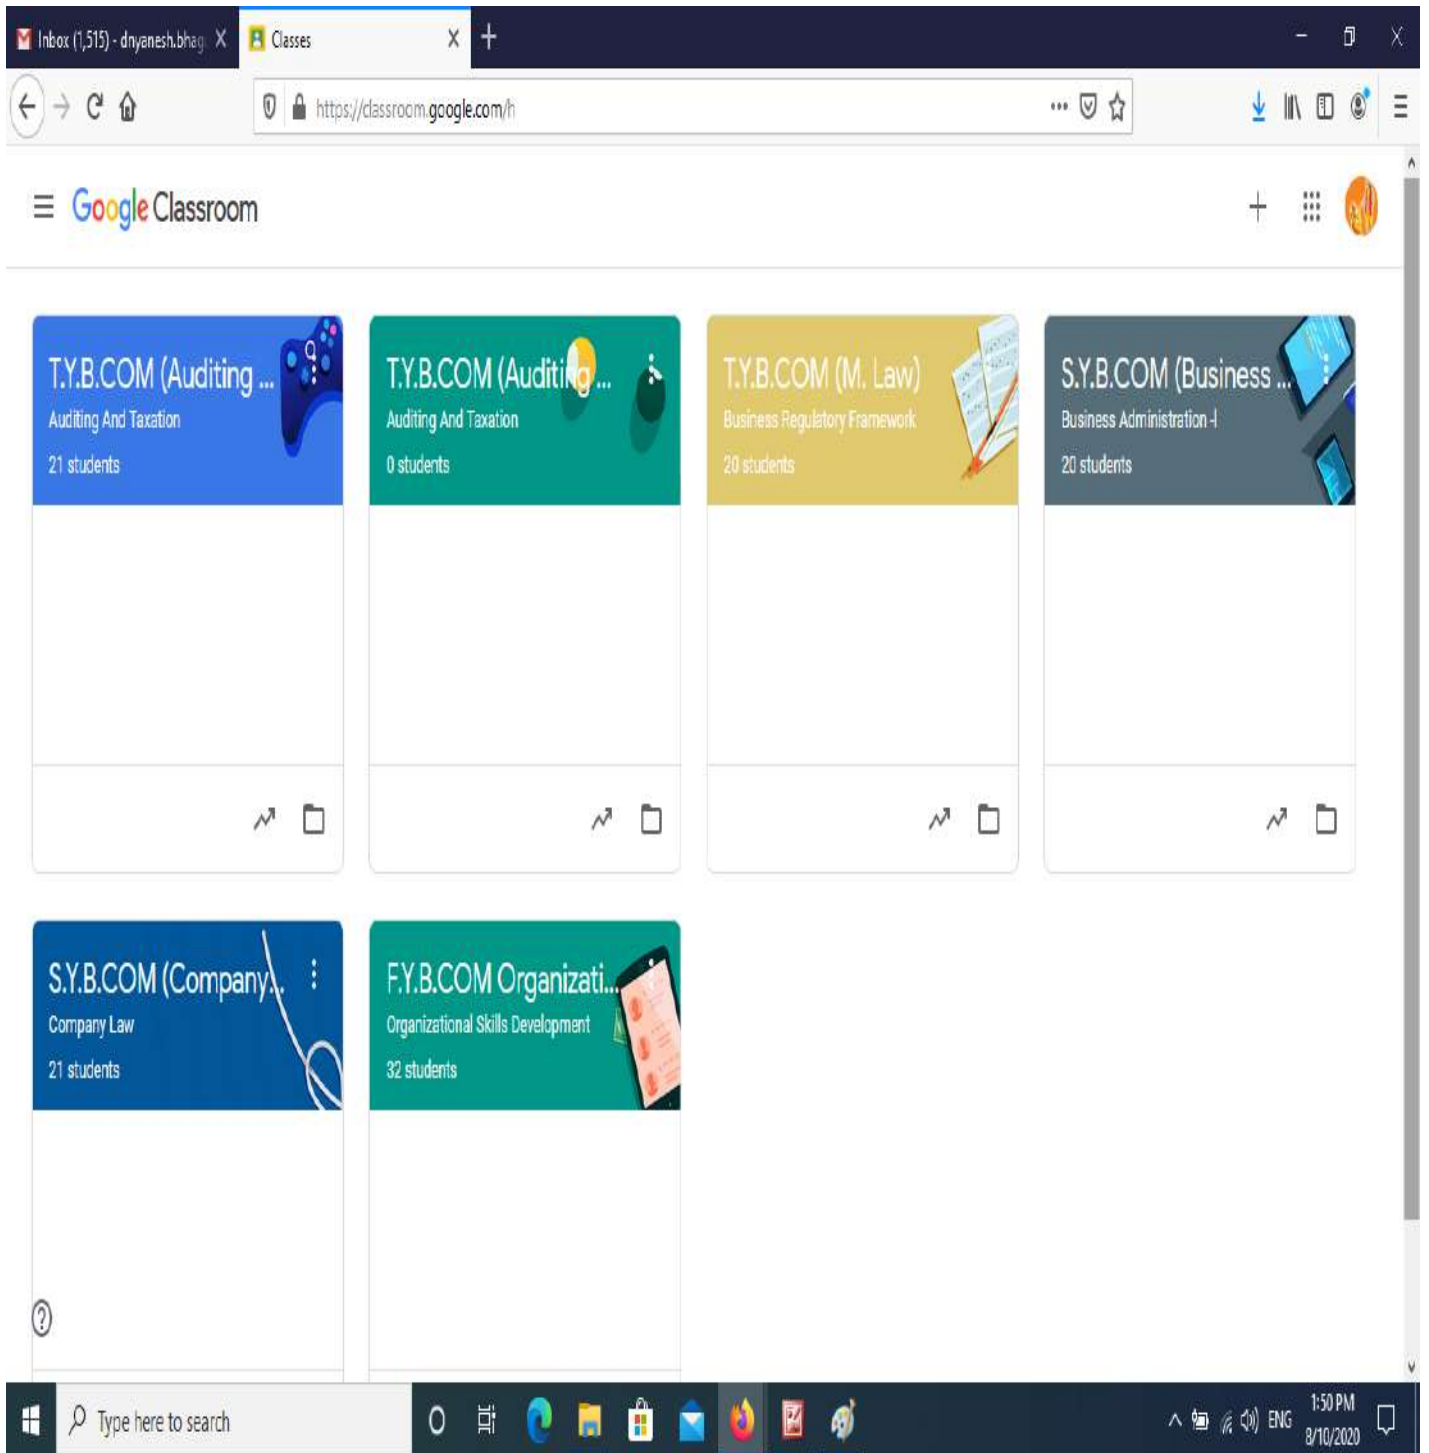 Inbox (1,515) - dnyanesh.bhag
Classes
https://classroom.google.com/h
Google Classroom
T.Y.B.COM (Auditing ...
Auditing And Taxation
21 students
T.Y.B.COM (Auditing ...
Auditing And Taxation
0 students
T.Y.B.COM (M. Law)
Business Regulatory Framework
20 students
S.Y.B.COM (Business ...
Business Administration -I
20 students
S.Y.B.COM (Company...
Company Law
21 students
F.Y.B.COM Organizati...
Organizational Skills Development
32 students
Type here to search
ENG
1:50 PM
8/10/2020